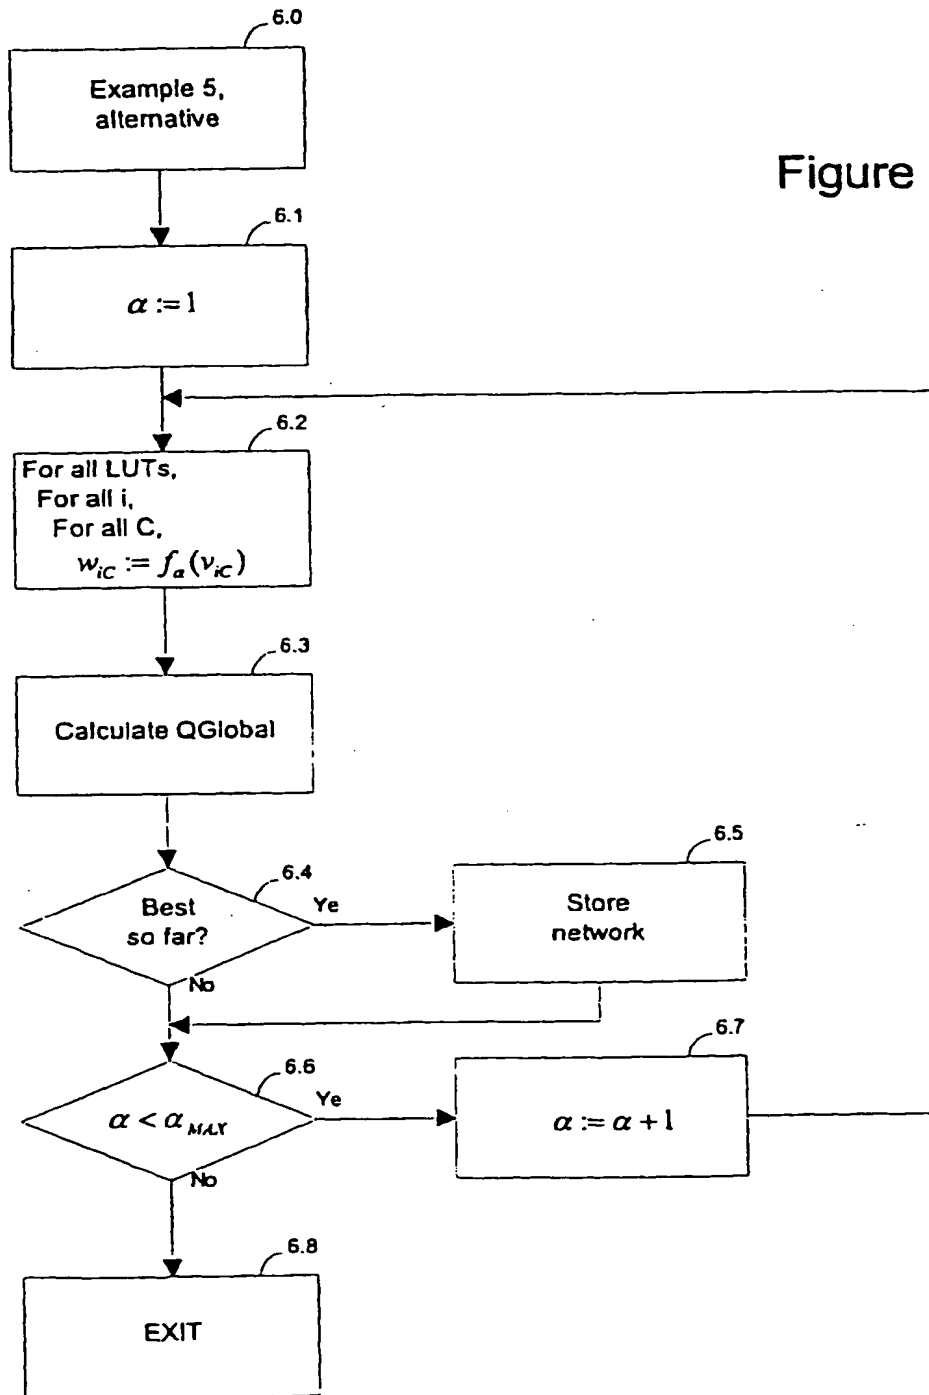 6.0
Example 5,
alternative
Figure
6.1
α := 1
6.2
For all LUTs,
For all i,
For all C,
w_iC := f_α(v_iC)
6.3
Calculate QGlobal
6.4
Best
so far?
Ye
No
6.5
Store
network
6.6
α < α_MAX
Ye
No
6.7
α := α + 1
6.8
EXIT